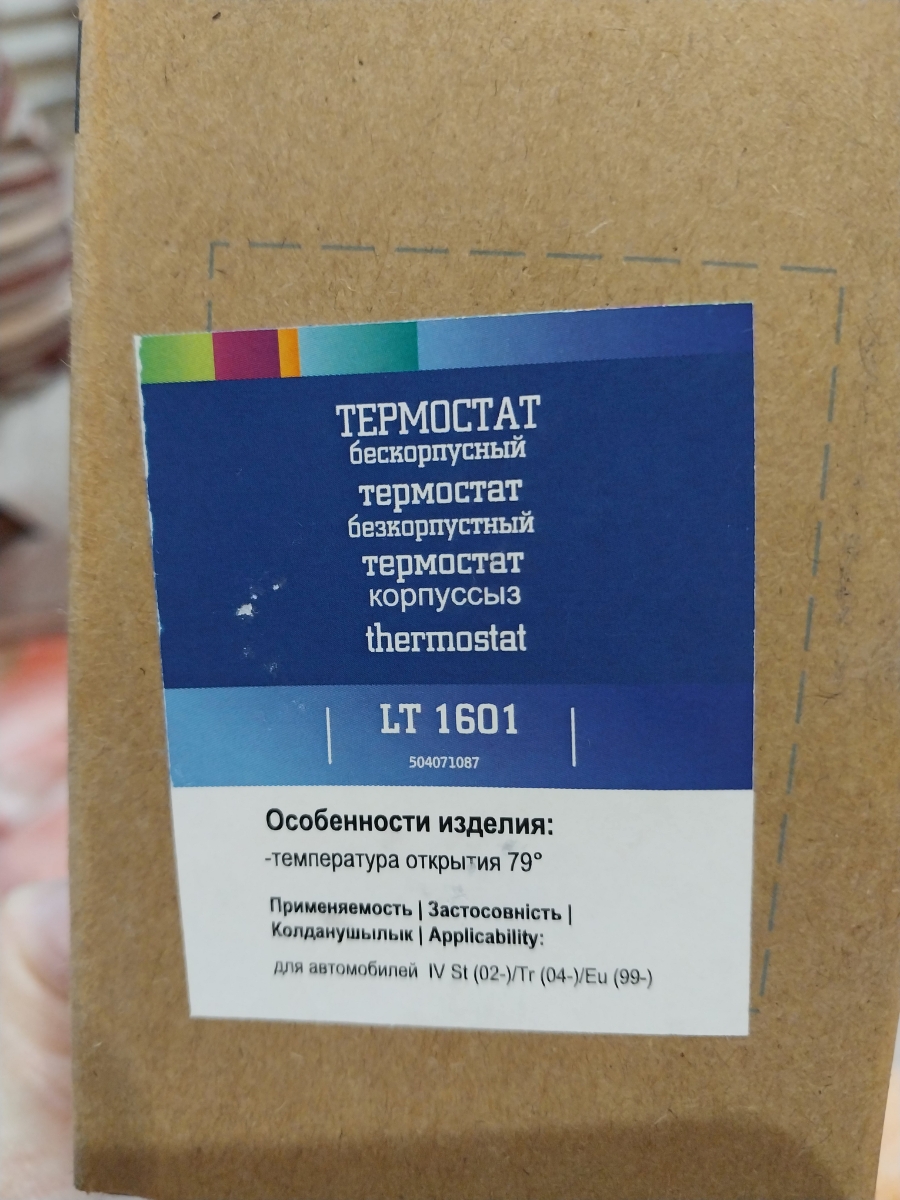 ТЕРМОСТАТ
бескорпусный
термостат
безкорпустный
термостат
корпуссыз
thermostat
LT 1601
504071087
Особенности изделия:
-температура открытия 79°
Применяемость | Застосовність |
Колданушылык | Applicability:
для автомобилей IV St (02-)/Tr (04-)/Eu (99-)